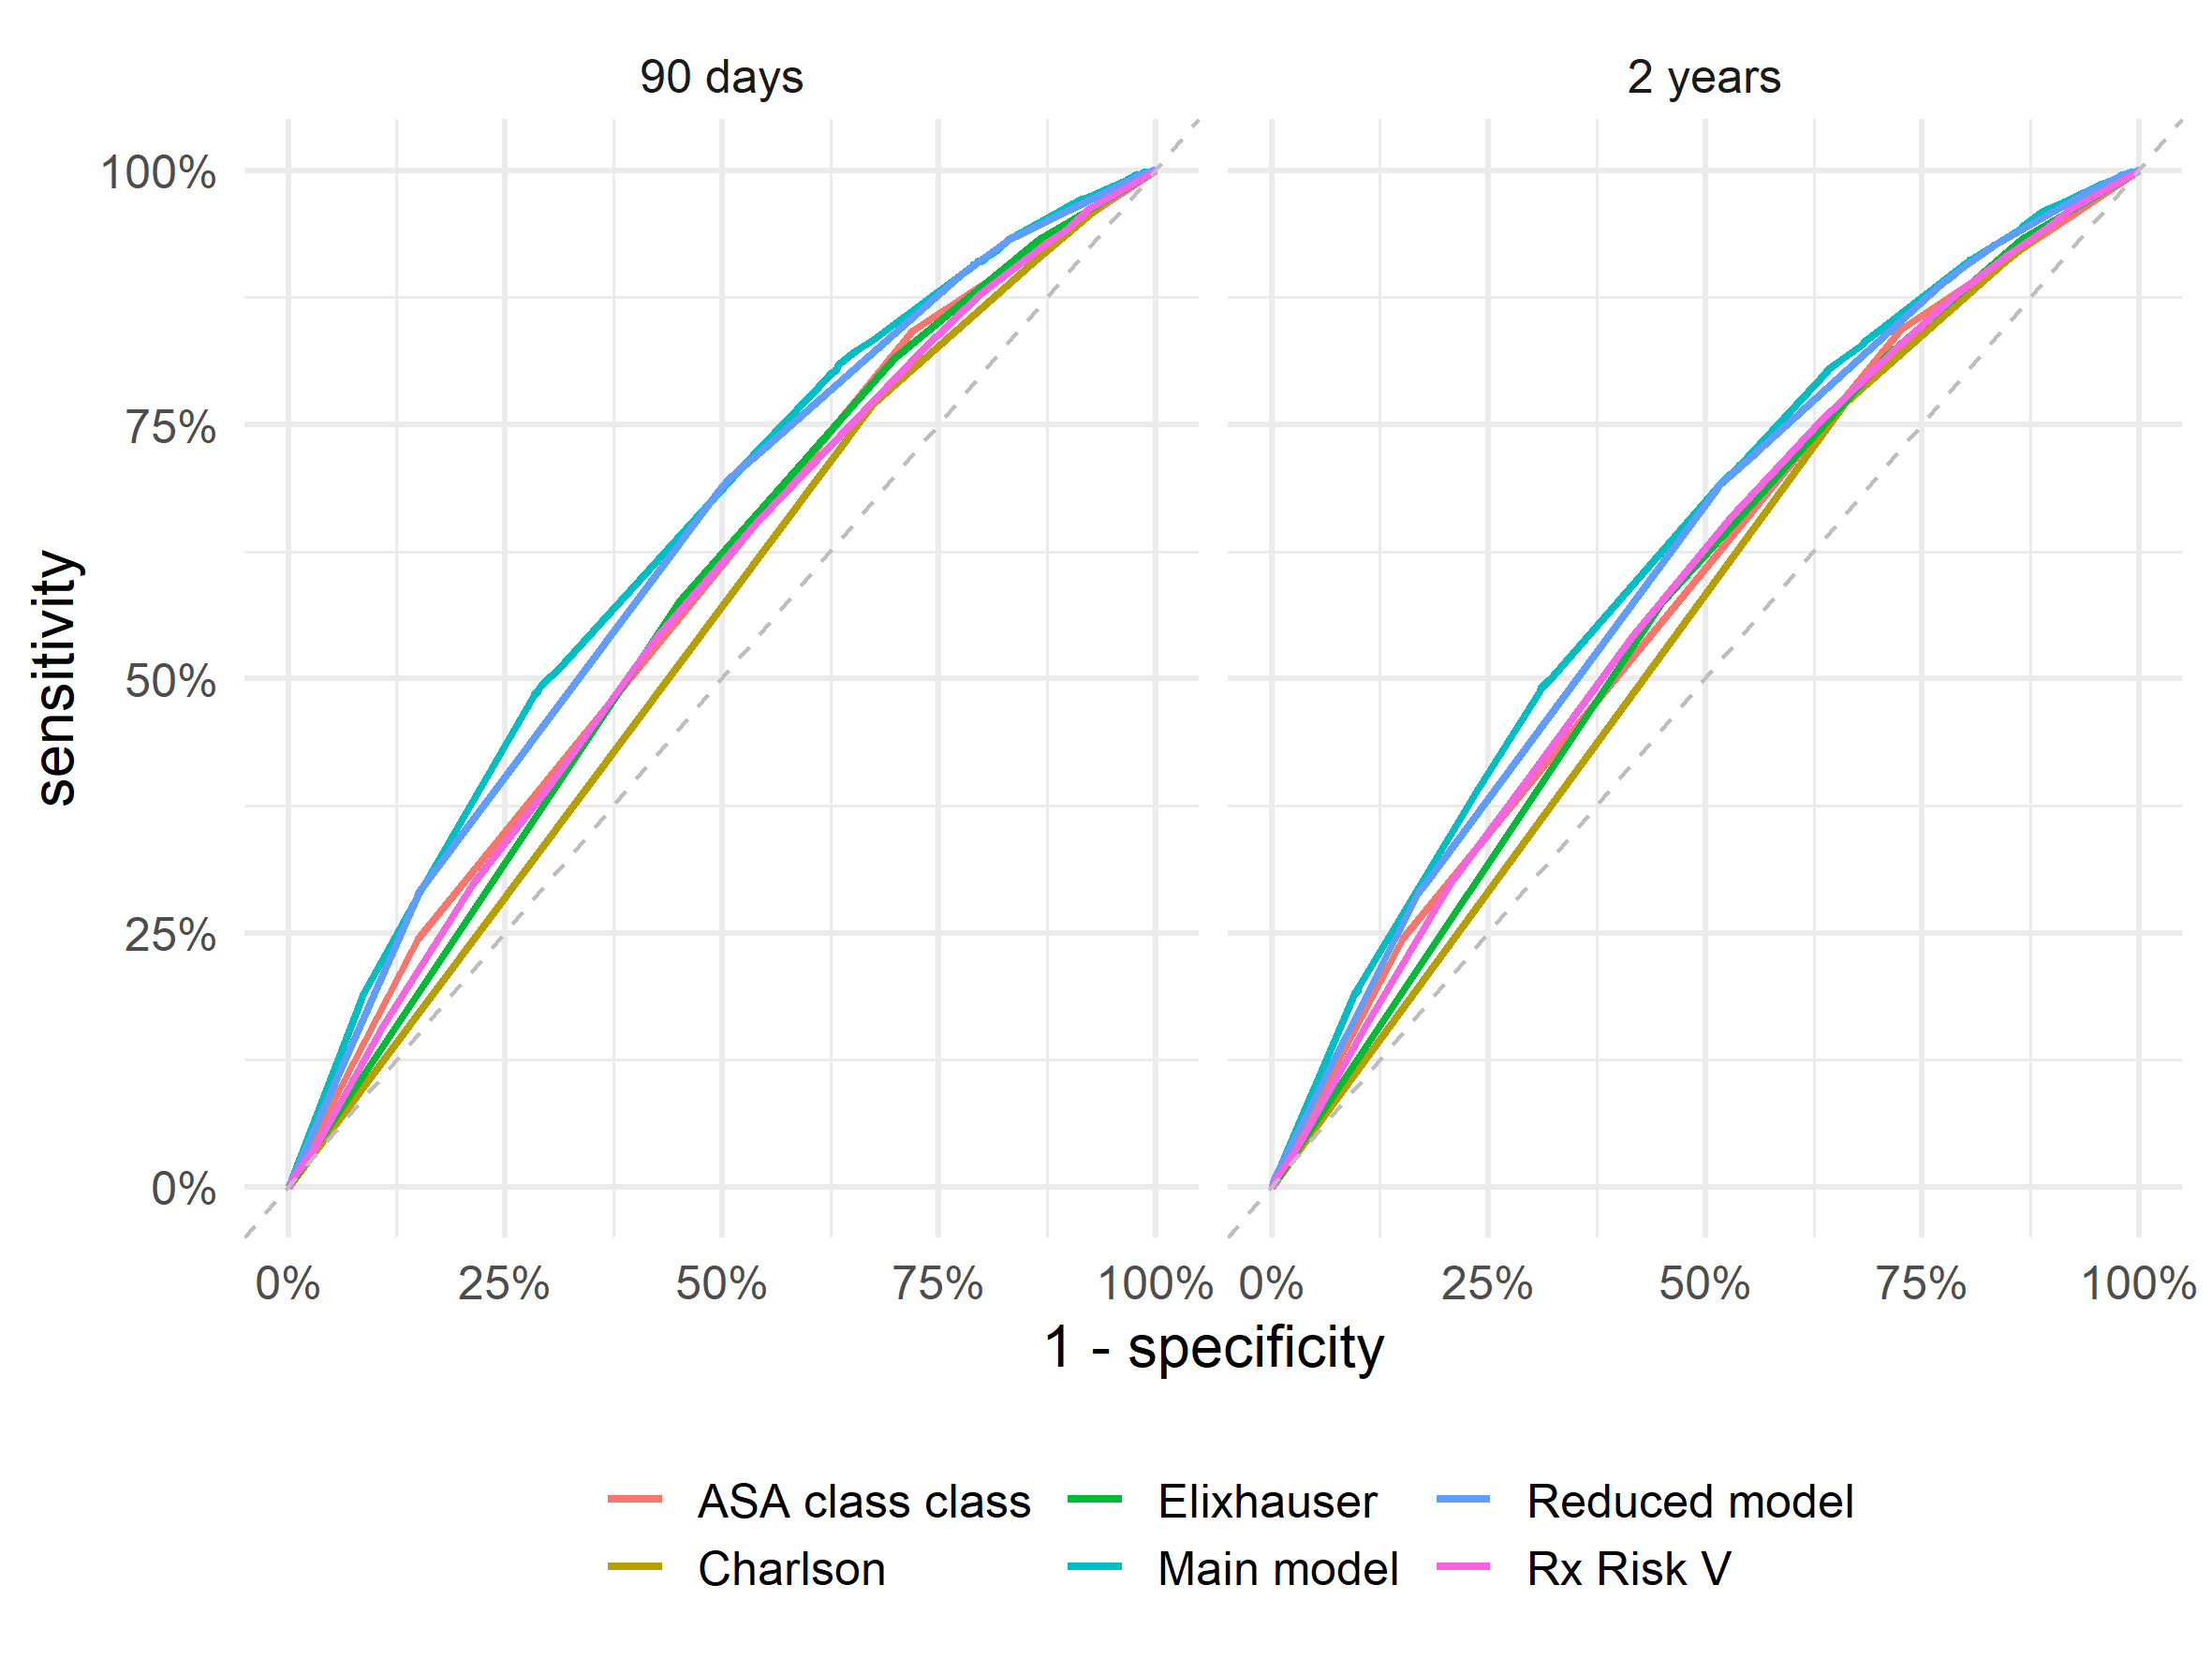 90 days
2 years
100%
75%
50%
25%
0%
sensitivity
0% 25% 50% 75% 100% 0% 25% 50% 75% 100%
1 - specificity
ASA class class Elixhauser Reduced model
Charlson Main model Rx Risk V